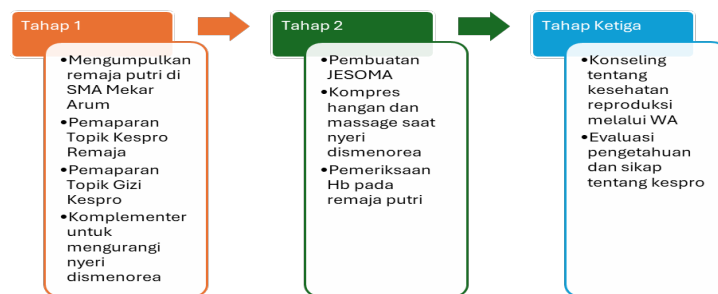 Tahap 1
•Mengumpulkan
remaja putri di
SMA Mekar
Arum
•Pemaparan
Topik Kespro
Remaja
•Pemaparan
Topik Gizi
Kespro
•Komplementer
untuk
mengurangi
nyeri
dismenorea
Tahap 2
•Pembuatan
JESOMA
•Kompres
hangan dan
massage saat
nyeri
dismenorea
•Pemeriksaan
Hb pada
remaja putri
Tahap Ketiga
•Konseling
tentang
kesehatan
reproduksi
melalui WA
•Evaluasi
pengetahuan
dan sikap
tentang kespro